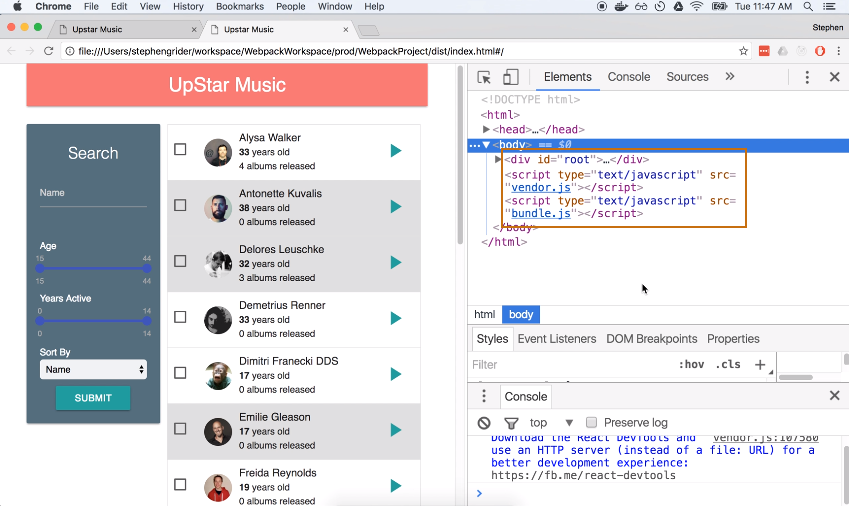 Chrome File Edit View History Bookmarks People Window Help Tue 11:47 AM
Upstar Music Upstar Music Stephen
file:///Users/stephengrider/workspace/WebpackWorkspace/prod/WebpackProject/dist/index.html#/
UpStar Music
Search
Name
Age
15 44
15 44
Years Active
0 14
0 14
Sort By
Name
SUBMIT
Alysa Walker
33 years old
4 albums released
Antonette Kuvalis
38 years old
0 albums released
Delores Leuschke
32 years old
3 albums released
Demetrius Renner
33 years old
0 albums released
Dimitri Franecki DDS
17 years old
0 albums released
Emilie Gleason
17 years old
0 albums released
Freida Reynolds
19 years old
0 albums released
Elements Console Sources »
<!DOCTYPE html>
<html>
<head>…</head>
<body> == $0
<div id="root">…</div>
<script type="text/javascript" src=
"vendor.js"></script>
<script type="text/javascript" src=
"bundle.js"></script>
</body>
</html>
html body
Styles Event Listeners DOM Breakpoints Properties
Filter :hov .cls +
Console
top Preserve log
Download the React DevTools and vendor.js:107580
use an HTTP server (instead of a file: URL) for a
better development experience:
https://fb.me/react-devtools